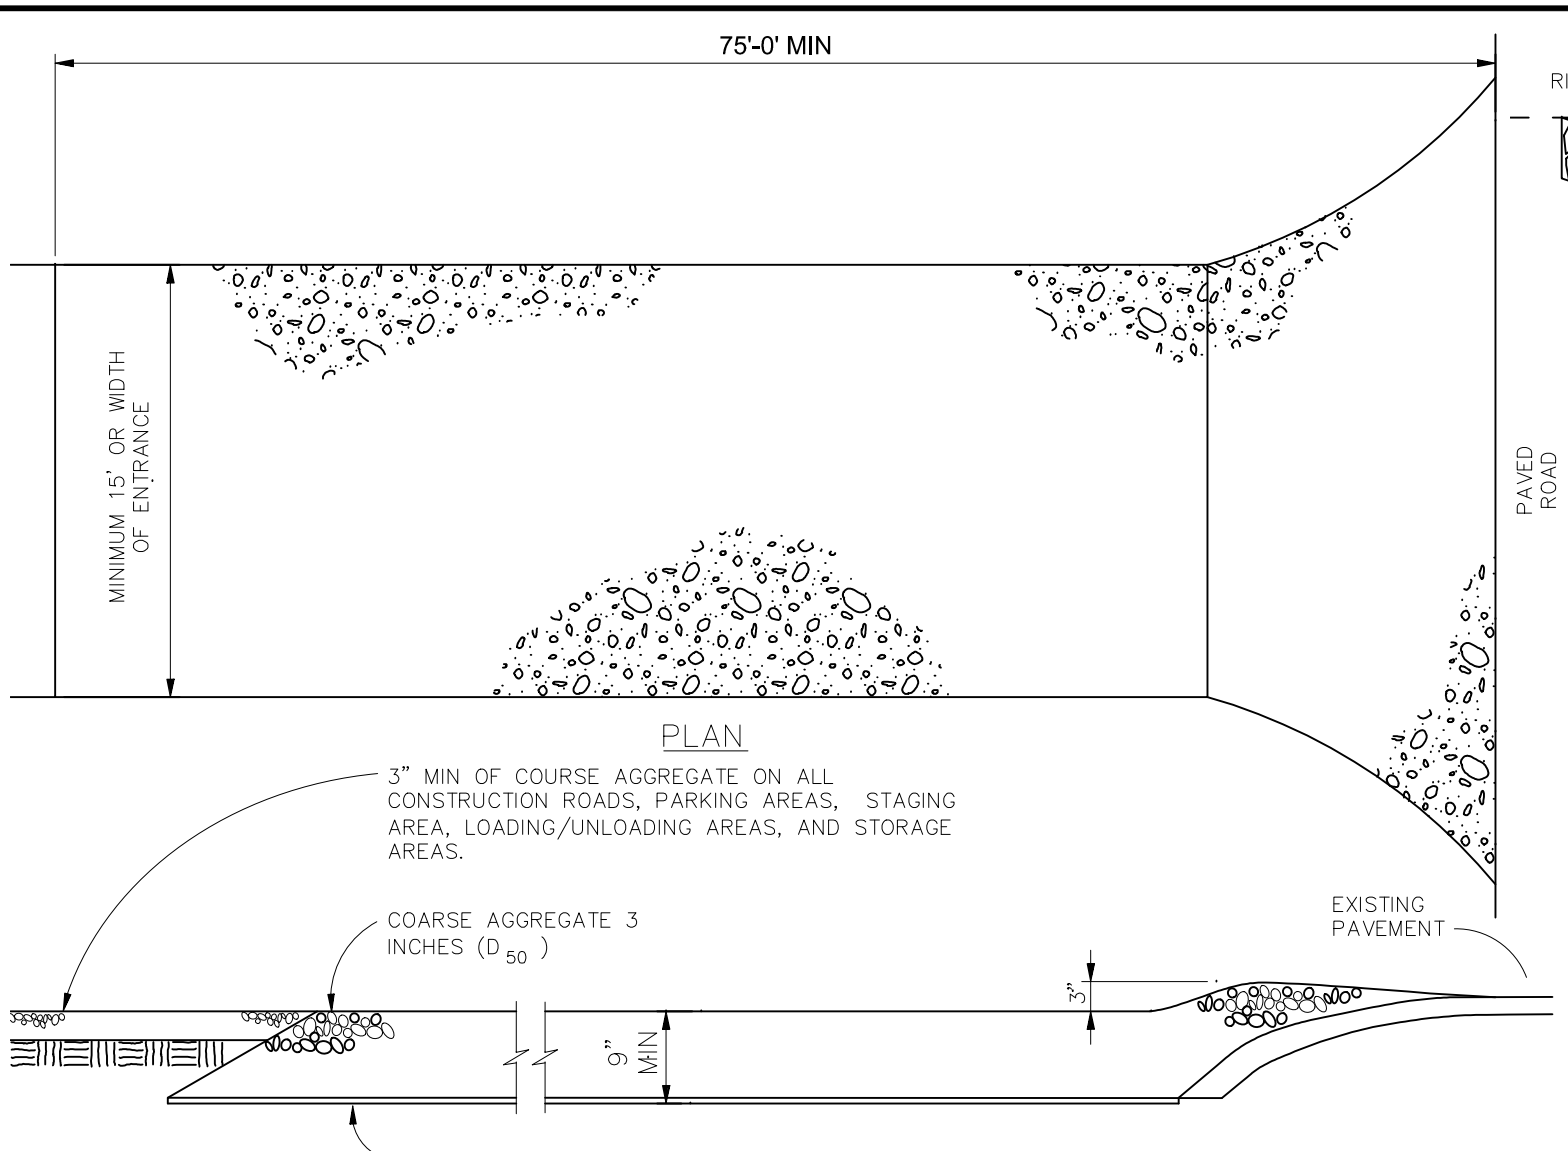 75'-0' MIN
RI
MINIMUM 15' OR WIDTH
OF ENTRANCE
PAVED
ROAD
PLAN
3” MIN OF COURSE AGGREGATE ON ALL
CONSTRUCTION ROADS, PARKING AREAS, STAGING
AREA, LOADING/UNLOADING AREAS, AND STORAGE
AREAS.
COARSE AGGREGATE 3
INCHES (D50)
EXISTING
PAVEMENT
3”
9”
MIN